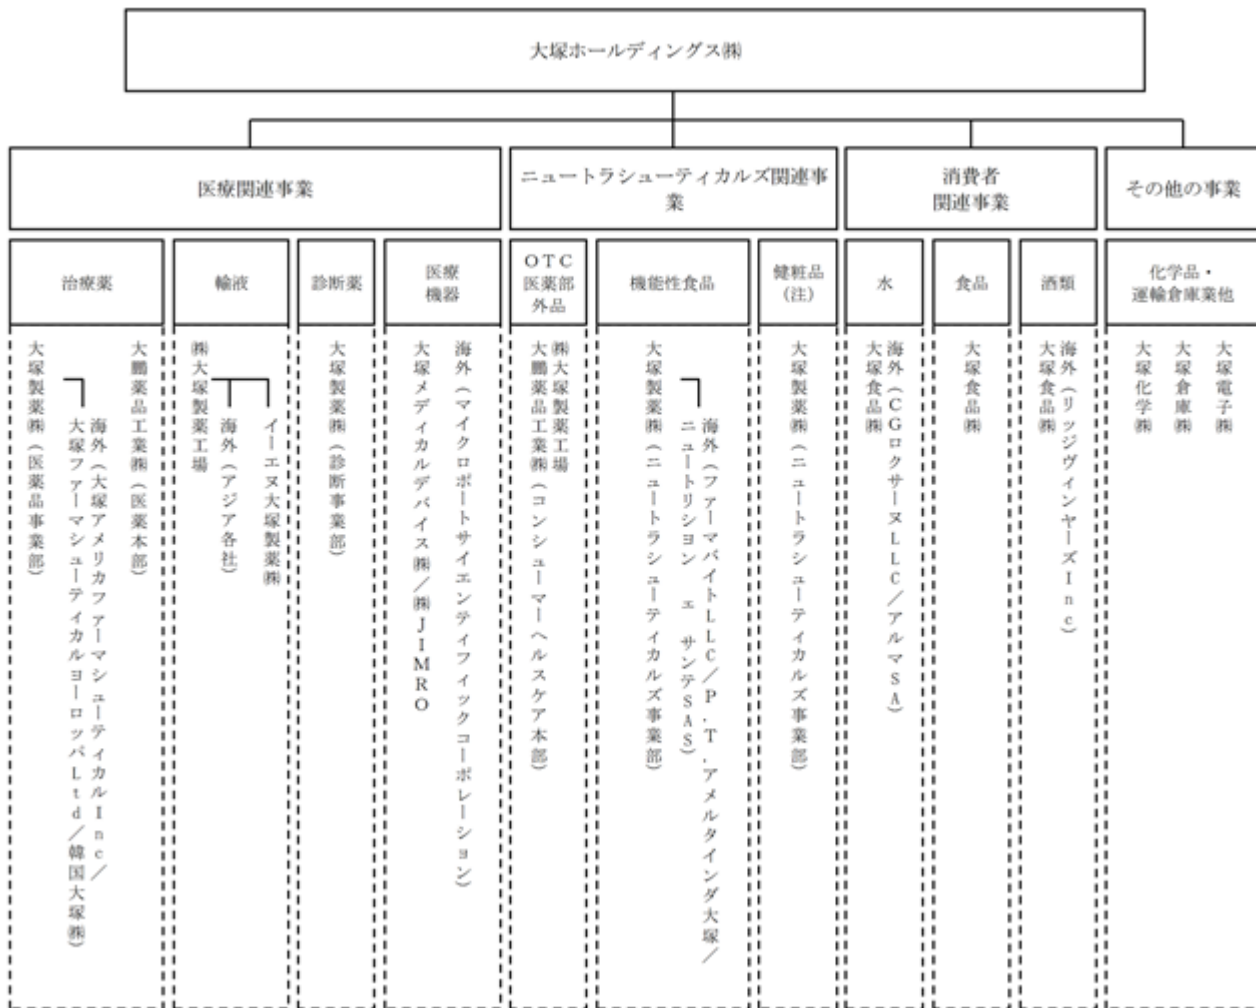 大塚ホールディングス㈱
医療関連事業
ニュートラシューティカルズ関連事
業
消費者
関連事業
その他の事業
治療薬
輸液
診断薬
医療
機器
OTC
医薬部
外品
機能性食品
健粧品
(注)
水
食品
酒類
化学品・
運輸倉庫業他
大塚製薬㈱(医薬品事業部)
海外(大塚アメリカファーマシューティカルInc/
大塚ファーマシューティカルヨーロッパLtd/韓国大塚㈱)
大鵬薬品工業㈱(医薬本部)
㈱大塚製薬工場
海外(アジア各社)
イーエヌ大塚製薬㈱
大塚製薬㈱(診断事業部)
大塚メディカルデバイス㈱/㈱JIMRO
海外(マイクロポートサイエンティフィックコーポレーション)
㈱大塚製薬工場
大鵬薬品工業㈱(コンシューマーヘルスケア本部)
大塚製薬㈱(ニュートラシューティカルズ事業部)
海外(ファーマバイトLLC/P.T.アメルタインダ大塚/
ニュートリション エ サンテSAS)
大塚製薬㈱(ニュートラシューティカルズ事業部)
海外(CGロクサーヌLLC/アルマSA)
大塚食品㈱
大塚食品㈱
海外(リッジヴィンヤーズInc)
大塚食品㈱
大塚化学㈱
大塚倉庫㈱
大塚電子㈱